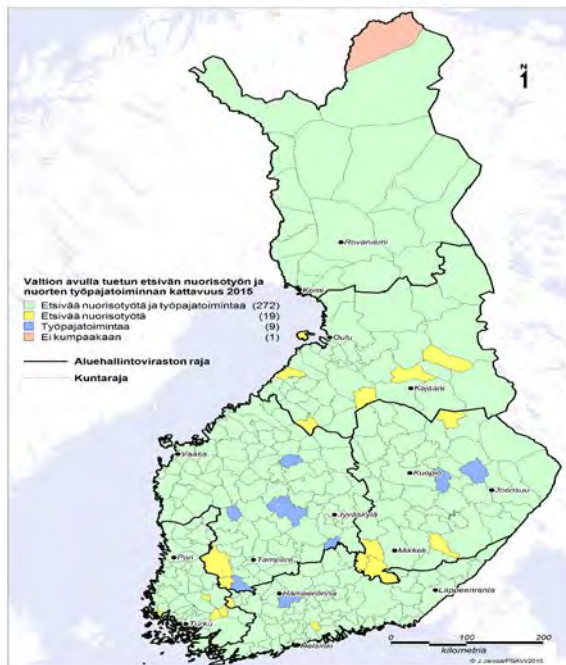 N
Rovaniemi
Valtion avulla tuetun etsivän nuorisotyön ja
nuorten työpajatoiminnan kattavuus 2015
Etsivää nuorisotyötä ja työpajatoimintaa (272)
Etsivää nuorisotyötä (19)
Työpajatoimintaa (9)
Ei kumpaakaan (1)
Aluehallintoviraston raja
Kuntaraja
Kemi
Oulu
Kajaani
Vaasa
Kuopio
Joensuu
Jyväskylä
Pori
Tampere
Mikkeli
Hämeenlinna
Lappeenranta
Turku
Helsinki
0 50 100 200
kilometriä